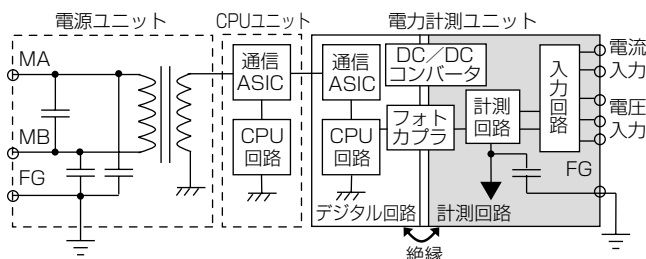 電源ユニット
CPUユニット
電力計測ユニット
MA
MB
FG
通信
ASIC
CPU
回路
通信
ASIC
CPU
回路
DC／DC
コンバータ
フォト
カプラ
計測
回路
入力回路
電流
入力
電圧
入力
FG
デジタル回路
計測回路
絶縁